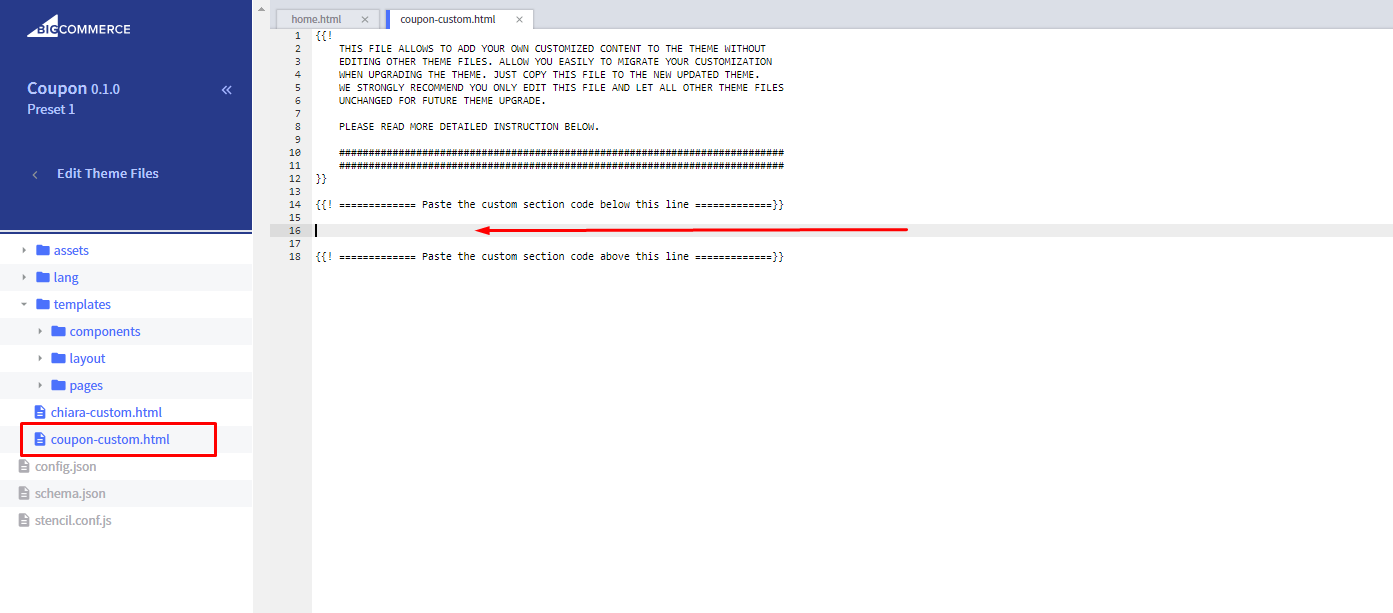 BIGCOMMERCE
Coupon 0.1.0
«
Preset 1
Edit Theme Files
assets
lang
templates
components
layout
pages
chiara-custom.html
coupon-custom.html
config.json
schema.json
stencil.conf.js
home.html ×
coupon-custom.html ×
1 {{!
2 THIS FILE ALLOWS TO ADD YOUR OWN CUSTOMIZED CONTENT TO THE THEME WITHOUT
3 EDITING OTHER THEME FILES. ALLOW YOU EASILY TO MIGRATE YOUR CUSTOMIZATION
4 WHEN UPGRADING THE THEME. JUST COPY THIS FILE TO THE NEW UPDATED THEME.
5 WE STRONGLY RECOMMEND YOU ONLY EDIT THIS FILE AND LET ALL OTHER THEME FILES
6 UNCHANGED FOR FUTURE THEME UPGRADE.
7
8 PLEASE READ MORE DETAILED INSTRUCTION BELOW.
9
10 ###########################################################################
11 ###########################################################################
12 }}
13
14 {{! ============= Paste the custom section code below this line =============}}
15
16
17
18 {{! ============= Paste the custom section code above this line =============}}